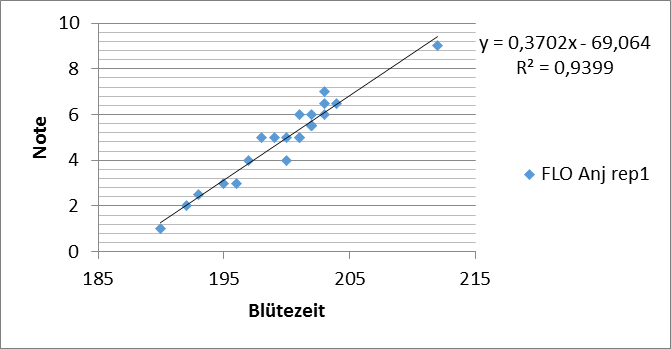 10
8
6
4
2
0
Note
185
195
205
215
Blütezeit
y = 0,3702x - 69,064
R² = 0,9399
FLO Anj rep1